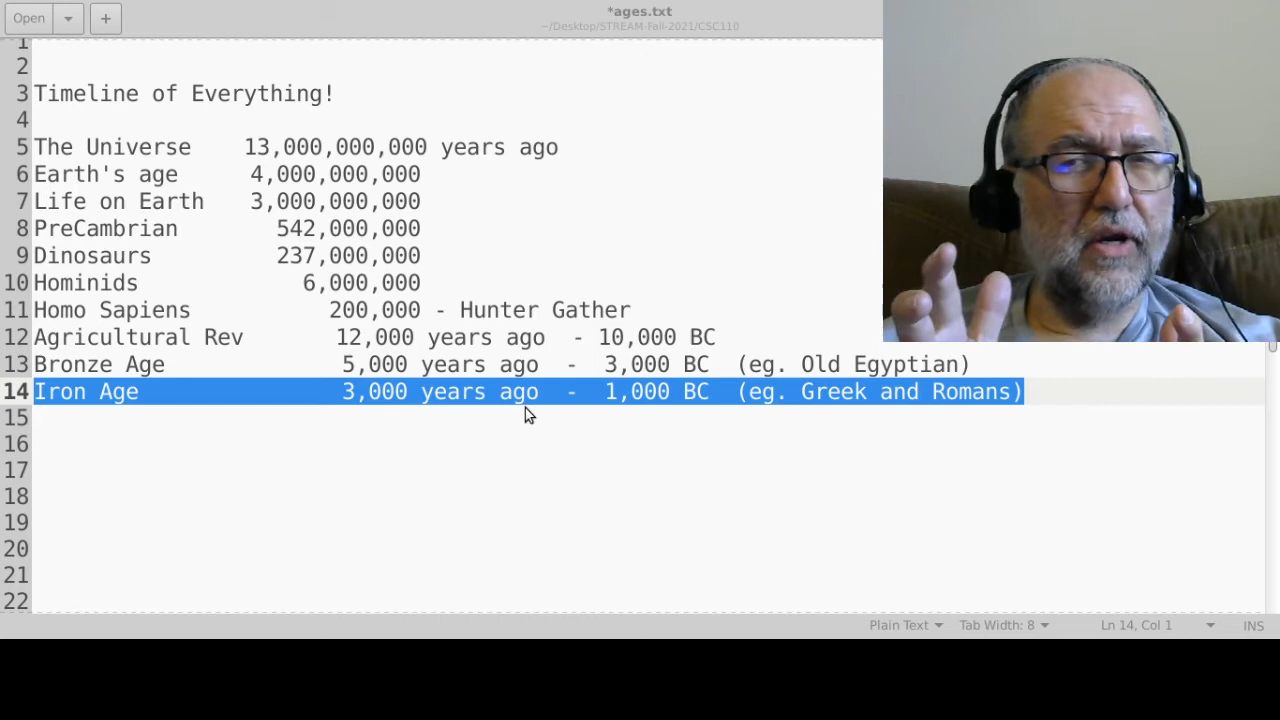 Open
+
*ages.txt
~/Desktop/STREAM-Fall-2021/CSC110
1
2
3 Timeline of Everything!
4
5 The Universe 13,000,000,000 years ago
6 Earth's age 4,000,000,000
7 Life on Earth 3,000,000,000
8 PreCambrian 542,000,000
9 Dinosaurs 237,000,000
10 Hominids 6,000,000
11 Homo Sapiens 200,000 - Hunter Gather
12 Agricultural Rev 12,000 years ago - 10,000 BC
13 Bronze Age 5,000 years ago - 3,000 BC (eg. Old Egyptian)
14 Iron Age 3,000 years ago - 1,000 BC (eg. Greek and Romans)
15
16
17
18
19
20
21
22
Plain Text Tab Width: 8 Ln 14, Col 1 INS